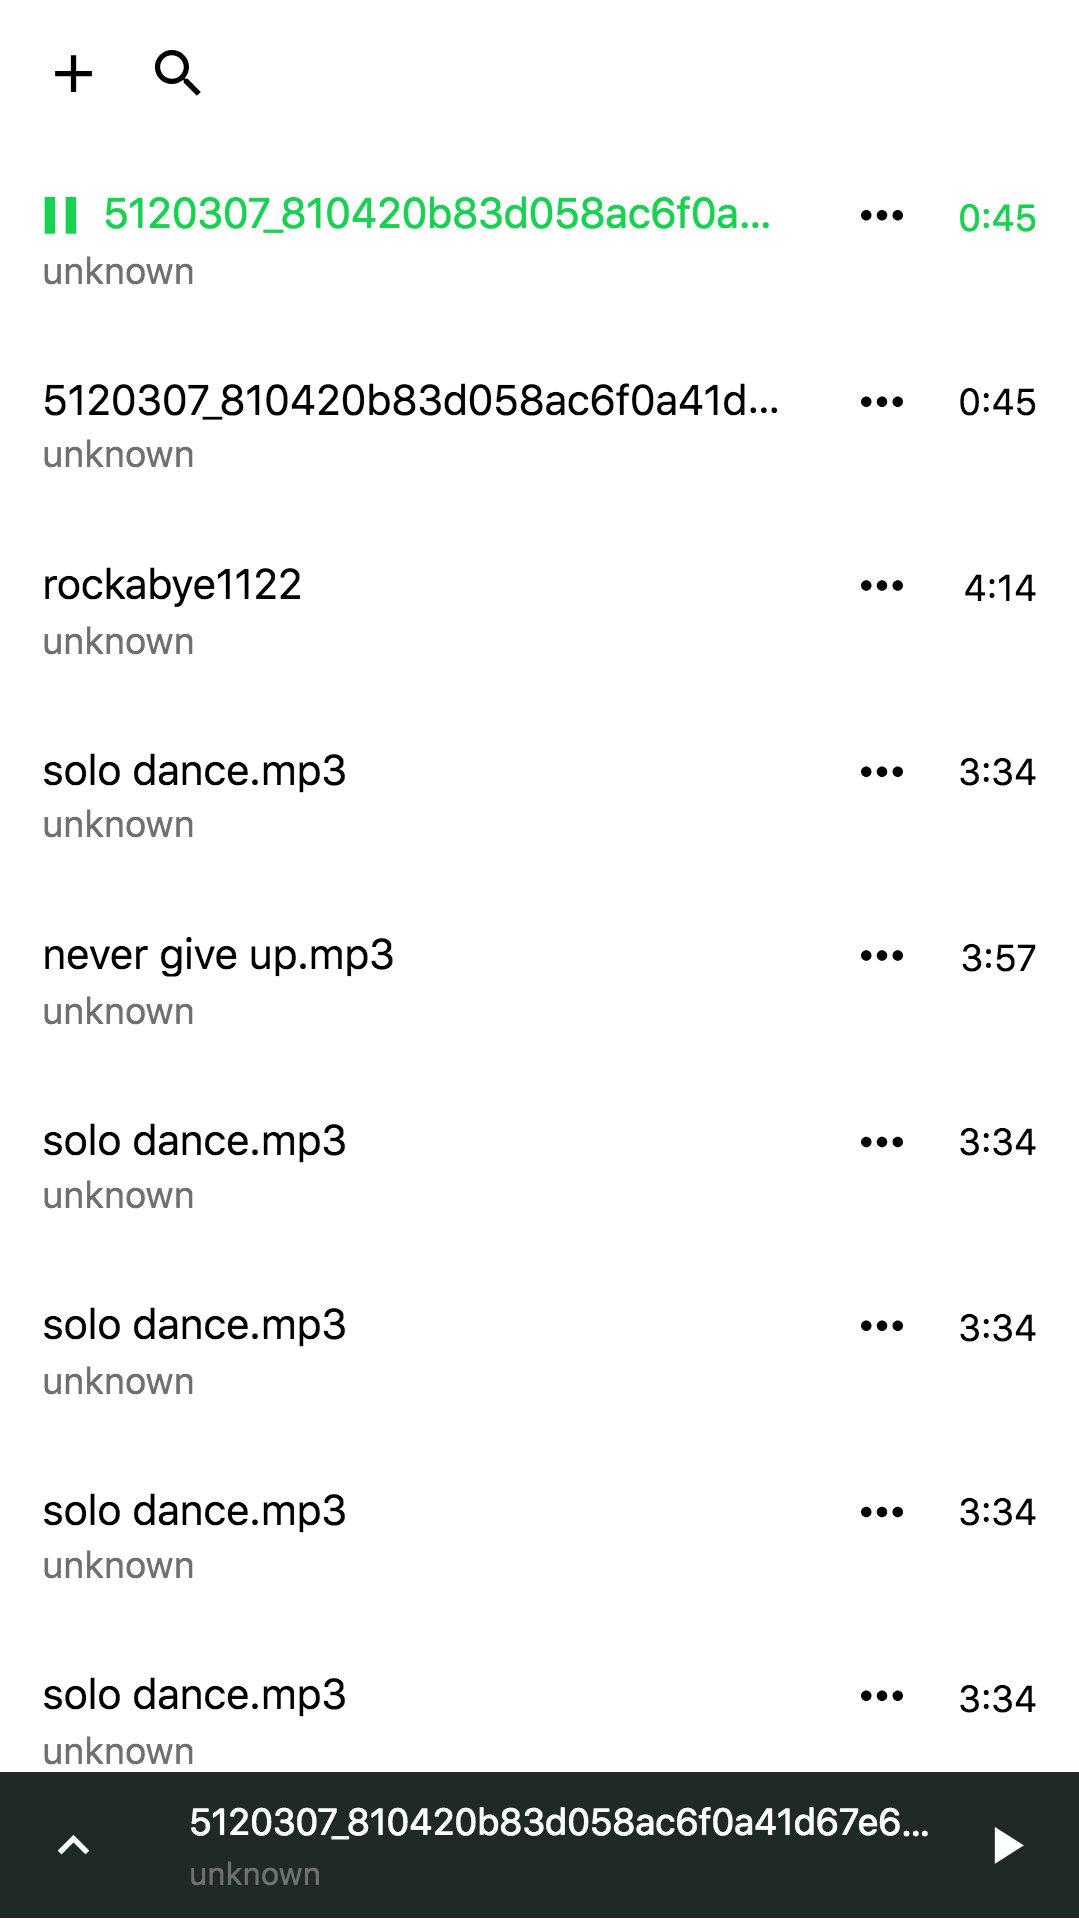 5120307_810420b83d058ac6f0a...
0:45
unknown
5120307_810420b83d058ac6f0a41d...
0:45
unknown
rockabye1122
4:14
unknown
solo dance.mp3
3:34
unknown
never give up.mp3
3:57
unknown
solo dance.mp3
3:34
unknown
solo dance.mp3
3:34
unknown
solo dance.mp3
3:34
unknown
solo dance.mp3
3:34
unknown
5120307_810420b83d058ac6f0a41d67e6...
unknown